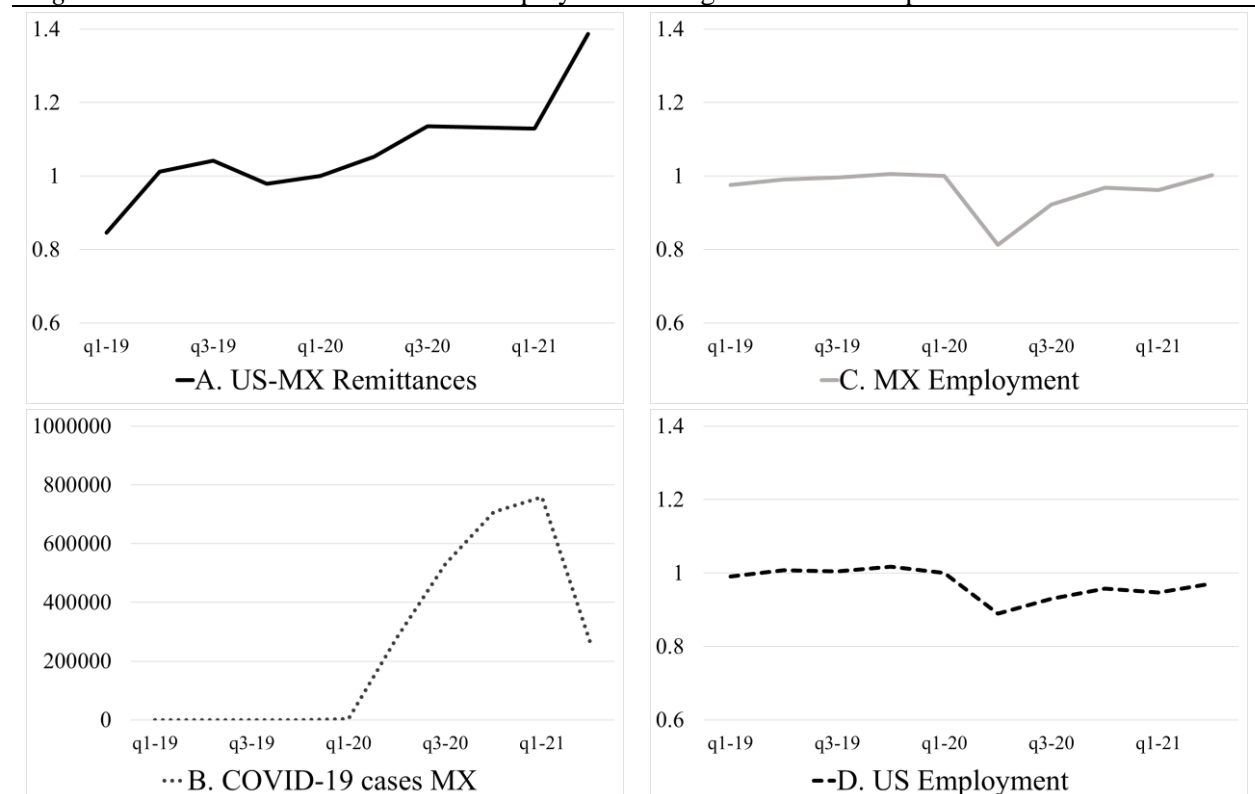 1.4
1.2
1
0.8
0.6
q1-19 q3-19 q1-20 q3-20 q1-21
A. US-MX Remittances
1.4
1.2
1
0.8
0.6
q1-19 q3-19 q1-20 q3-20 q1-21
C. MX Employment
1000000
800000
600000
400000
200000
0
q1-19 q3-19 q1-20 q3-20 q1-21
B. COVID-19 cases MX
1.4
1.2
1
0.8
0.6
q1-19 q3-19 q1-20 q3-20 q1-21
D. US Employment